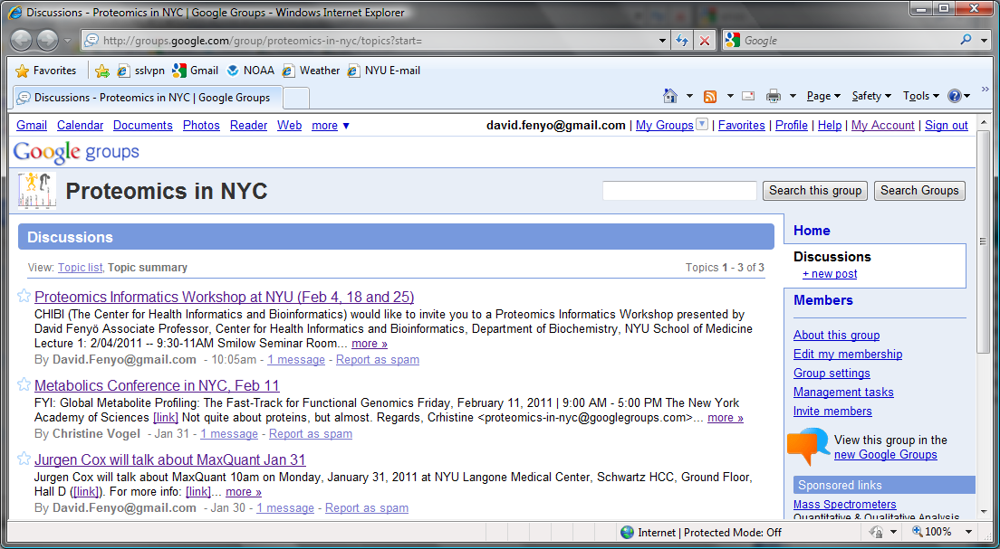 Discussions - Proteomics in NYC | Google Groups - Windows Internet Explorer
http://groups.google.com/group/proteomics-in-nyc/topics?start=
Google
Favorites sslvpn Gmail NOAA Weather NYU E-mail
Discussions - Proteomics in NYC | Google Groups
Page Safety Tools
Gmail Calendar Documents Photos Reader Web more ▼ david.fenyo@gmail.com | My Groups | Favorites | Profile | Help | My Account | Sign out
Google groups
Proteomics in NYC
Search this group Search Groups
Discussions
View: Topic list, Topic summary Topics 1 - 3 of 3
Proteomics Informatics Workshop at NYU (Feb 4, 18 and 25)
CHIBI (The Center for Health Informatics and Bioinformatics) would like to invite you to a Proteomics Informatics Workshop presented by
David Fenyö Associate Professor, Center for Health Informatics and Bioinformatics, Department of Biochemistry, NYU School of Medicine
Lecture 1: 2/04/2011 -- 9:30-11AM Smilow Seminar Room... more »
By David.Fenyo@gmail.com - 10:05am - 1 message - Report as spam
Metabolics Conference in NYC, Feb 11
FYI: Global Metabolite Profiling: The Fast-Track for Functional Genomics Friday, February 11, 2011 | 9:00 AM - 5:00 PM The New York
Academy of Sciences [link] Not quite about proteins, but almost. Regards, Crhistine <proteomics-in-nyc@googlegroups.com>... more »
By Christine Vogel - Jan 31 - 1 message - Report as spam
Jurgen Cox will talk about MaxQuant Jan 31
Jurgen Cox will talk about MaxQuant 10am on Monday, January 31, 2011 at NYU Langone Medical Center, Schwartz HCC, Ground Floor,
Hall D ([link]). For more info: [link]... more »
By David.Fenyo@gmail.com - Jan 30 - 1 message - Report as spam
Home
Discussions
+ new post
Members
About this group
Edit my membership
Group settings
Management tasks
Invite members
View this group in the
new Google Groups
Sponsored links
Mass Spectrometers
Quantitative & Qualitative Analysis
Internet | Protected Mode: Off
100%